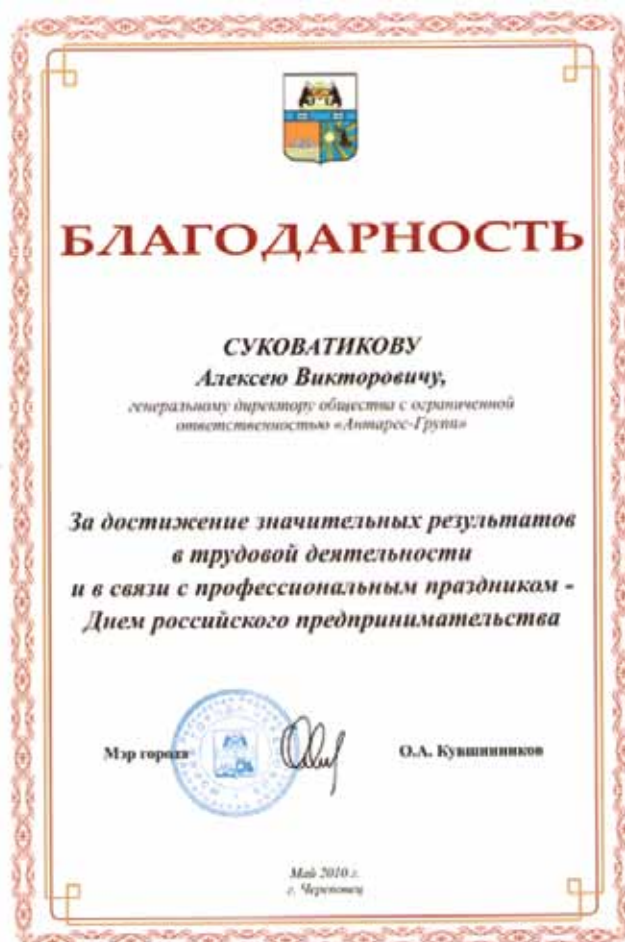 БЛАГОДАРНОСТЬ
СУКОВАТИКОВУ
Алексею Викторовичу,
генеральному директору общества с ограниченной
ответственностью «Антарес-Групп»
За достижение значительных результатов
в трудовой деятельности
и в связи с профессиональным праздником -
Днем российского предпринимательства
Мэр города О.А. Кувшинников
Май 2010 г.
г. Череповец